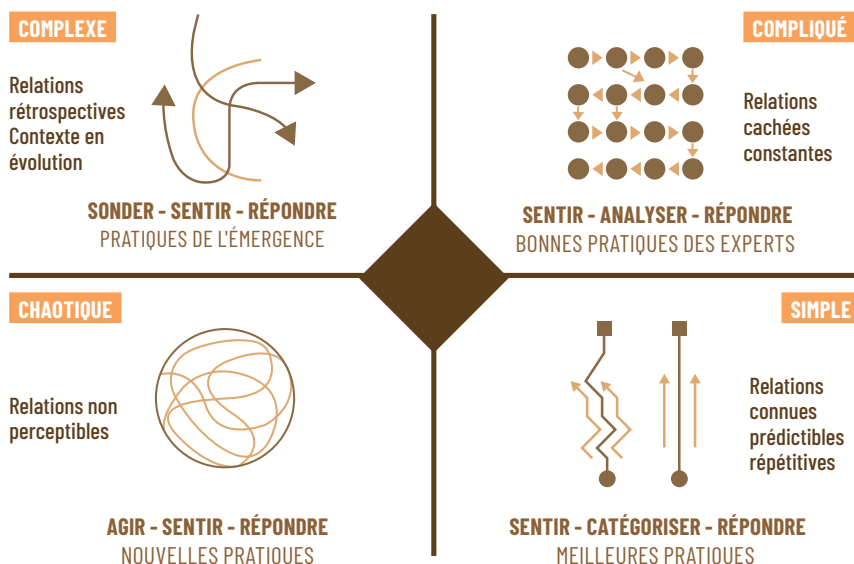 COMPLEXE
Relations
rétrospectives
Contexte en
évolution
SONDER - SENTIR - RÉPONDRE
PRATIQUES DE L'ÉMERGENCE
COMPLIQUÉ
Relations
cachées
constantes
SENTIR - ANALYSER - RÉPONDRE
BONNES PRATIQUES DES EXPERTS
CHAOTIQUE
Relations non
perceptibles
AGIR - SENTIR - RÉPONDRE
NOUVELLES PRATIQUES
SIMPLE
Relations
connues
prédictibles
répétitives
SENTIR - CATÉGORISER - RÉPONDRE
MEILLEURES PRATIQUES